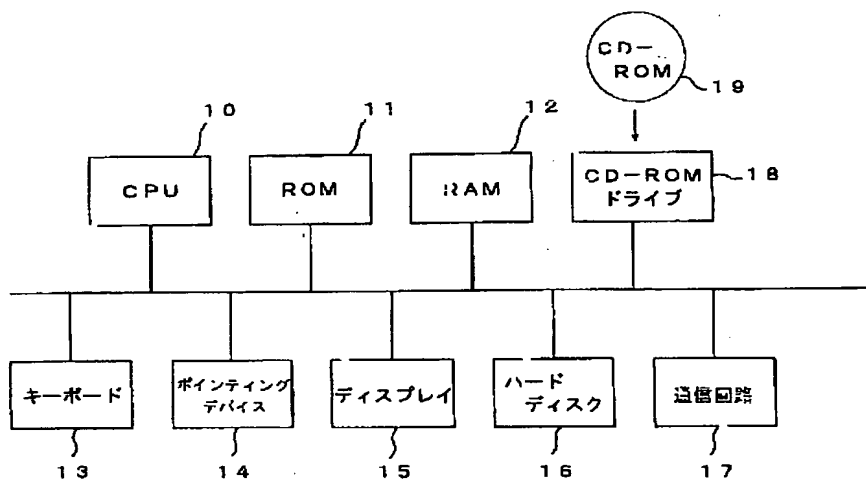 CD-
ROM
19
10
11
12
CPU
ROM
RAM
CD-ROM
ドライブ
18
キーボード
ポインティング
デバイス
ディスプレイ
ハード
ディスク
通信回路
13
14
15
16
17